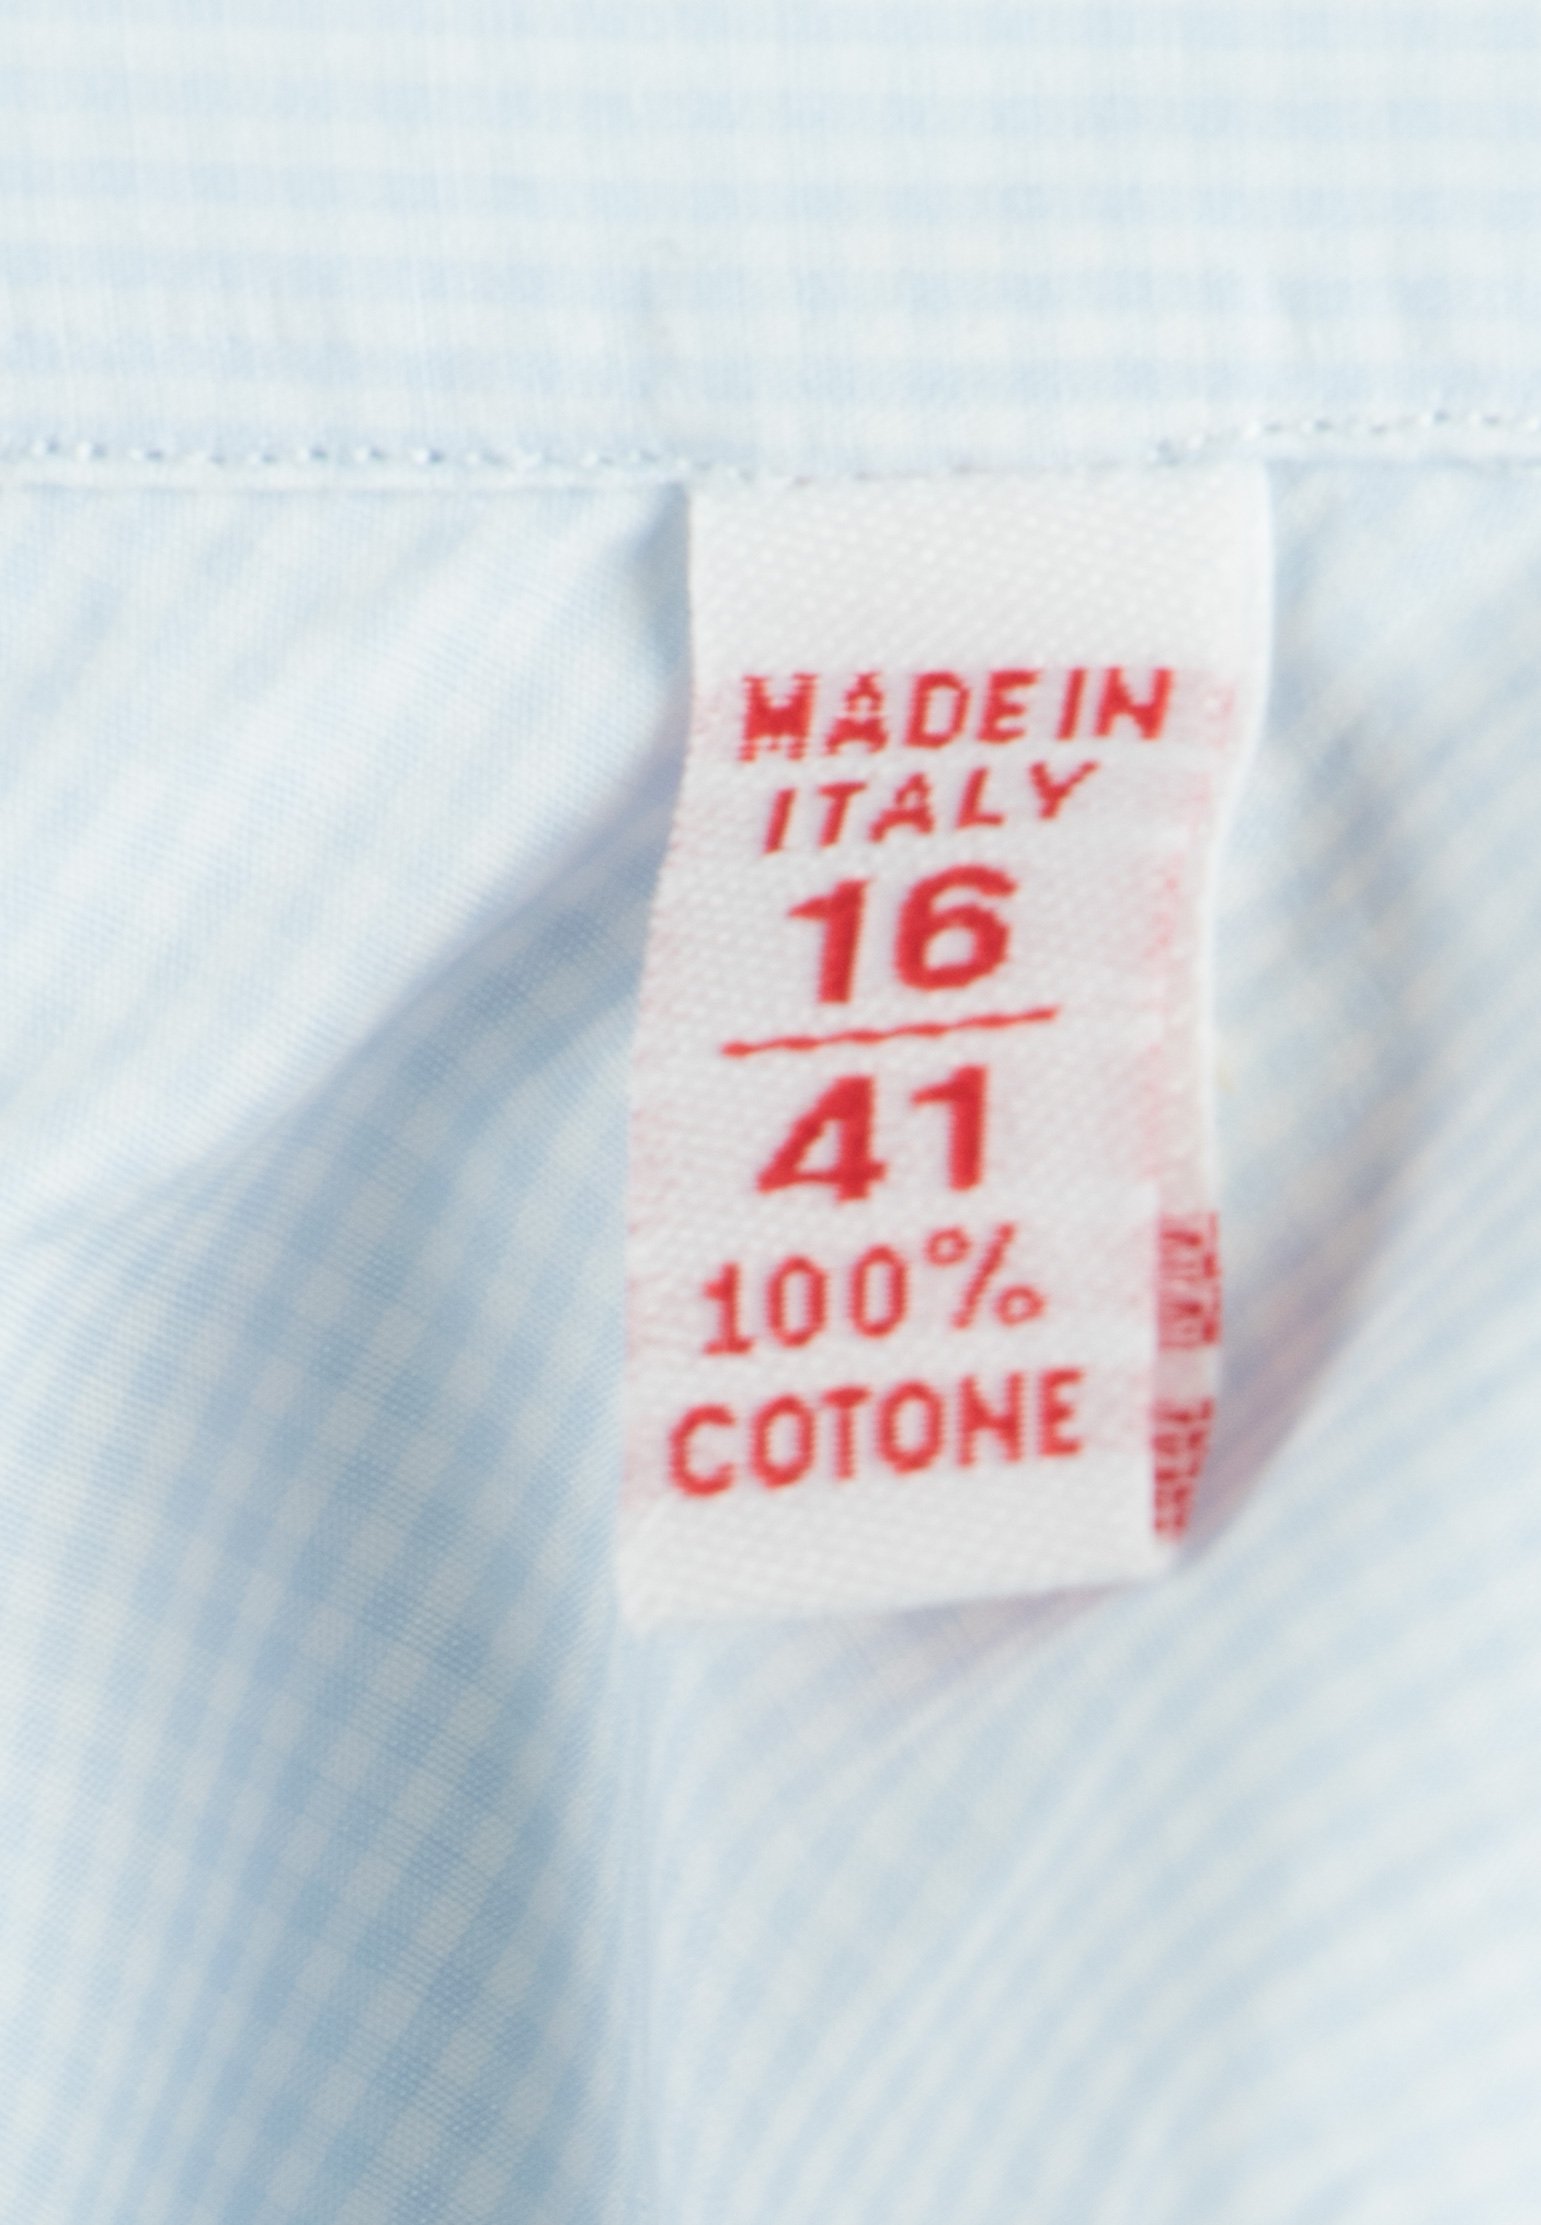 MADE IN
ITALY
16
41
100%
COTONE